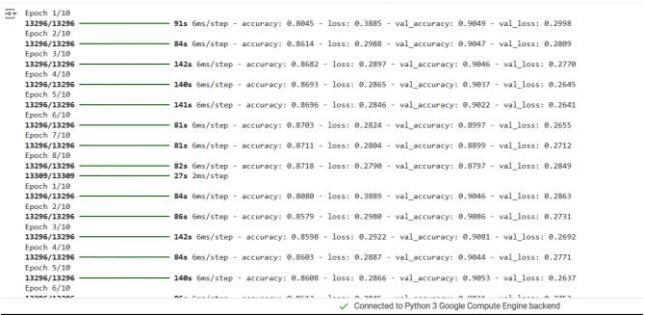 Epoch 1/10
13296/13296 91s 6ms/step - accuracy: 0.8045 - loss: 0.3885 - val_accuracy: 0.9049 - val_loss: 0.2998
Epoch 2/10
13296/13296 84s 6ms/step - accuracy: 0.8614 - loss: 0.2988 - val_accuracy: 0.9047 - val_loss: 0.2809
Epoch 3/10
13296/13296 142s 6ms/step - accuracy: 0.8682 - loss: 0.2897 - val_accuracy: 0.9046 - val_loss: 0.2770
Epoch 4/10
13296/13296 140s 6ms/step - accuracy: 0.8693 - loss: 0.2865 - val_accuracy: 0.9037 - val_loss: 0.2645
Epoch 5/10
13296/13296 141s 6ms/step - accuracy: 0.8696 - loss: 0.2846 - val_accuracy: 0.9022 - val_loss: 0.2641
Epoch 6/10
13296/13296 81s 6ms/step - accuracy: 0.8703 - loss: 0.2824 - val_accuracy: 0.8997 - val_loss: 0.2655
Epoch 7/10
13296/13296 81s 6ms/step - accuracy: 0.8711 - loss: 0.2804 - val_accuracy: 0.8899 - val_loss: 0.2712
Epoch 8/10
13296/13296 82s 6ms/step - accuracy: 0.8718 - loss: 0.2790 - val_accuracy: 0.8797 - val_loss: 0.2849
13309/13309 27s 2ms/step
Epoch 1/10
13296/13296 84s 6ms/step - accuracy: 0.8080 - loss: 0.3889 - val_accuracy: 0.9046 - val_loss: 0.2863
Epoch 2/10
13296/13296 86s 6ms/step - accuracy: 0.8579 - loss: 0.2980 - val_accuracy: 0.9086 - val_loss: 0.2731
Epoch 3/10
13296/13296 142s 6ms/step - accuracy: 0.8598 - loss: 0.2922 - val_accuracy: 0.9081 - val_loss: 0.2692
Epoch 4/10
13296/13296 84s 6ms/step - accuracy: 0.8603 - loss: 0.2887 - val_accuracy: 0.9044 - val_loss: 0.2771
Epoch 5/10
13296/13296 140s 6ms/step - accuracy: 0.8608 - loss: 0.2866 - val_accuracy: 0.9053 - val_loss: 0.2637
Epoch 6/10
Connected to Python 3 Google Compute Engine backend